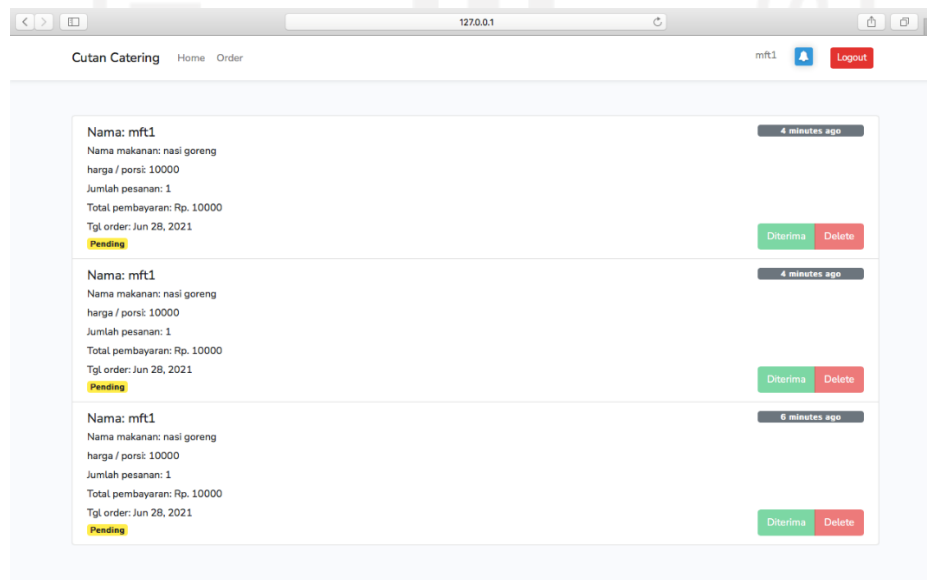 127.0.0.1
Cutan Catering Home Order mft1 Logout
Nama: mft1 4 minutes ago
Nama makanan: nasi goreng
harga / porsi: 10000
Jumlah pesanan: 1
Total pembayaran: Rp. 10000
Tgl order: Jun 28, 2021
Pending Diterima Delete
Nama: mft1 4 minutes ago
Nama makanan: nasi goreng
harga / porsi: 10000
Jumlah pesanan: 1
Total pembayaran: Rp. 10000
Tgl order: Jun 28, 2021
Pending Diterima Delete
Nama: mft1 6 minutes ago
Nama makanan: nasi goreng
harga / porsi: 10000
Jumlah pesanan: 1
Total pembayaran: Rp. 10000
Tgl order: Jun 28, 2021
Pending Diterima Delete